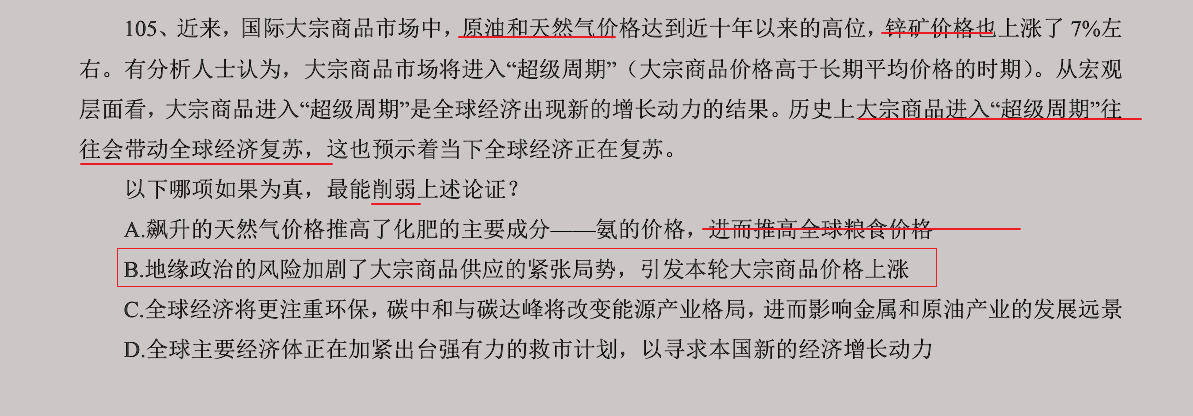 105、近来，国际大宗商品市场中，原油和天然气价格达到近十年以来的高位，锌矿价格也上涨了 7%左
右。有分析人士认为，大宗商品市场将进入“超级周期”（大宗商品价格高于长期平均价格的时期）。从宏观
层面看，大宗商品进入“超级周期”是全球经济出现新的增长动力的结果。历史上大宗商品进入“超级周期”往
往会带动全球经济复苏，这也预示着当下全球经济正在复苏。
以下哪项如果为真，最能削弱上述论证？
A.飙升的天然气价格推高了化肥的主要成分——氨的价格，进而推高全球粮食价格
B.地缘政治的风险加剧了大宗商品供应的紧张局势，引发本轮大宗商品价格上涨
C.全球经济将更注重环保，碳中和与碳达峰将改变能源产业格局，进而影响金属和原油产业的发展远景
D.全球主要经济体正在加紧出台强有力的救市计划，以寻求本国新的经济增长动力